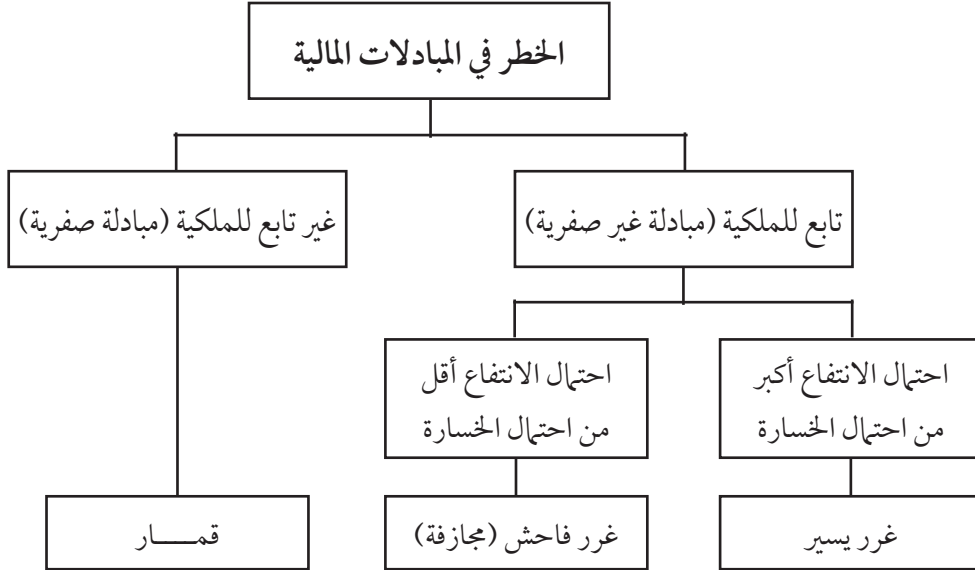 الخطر في المبادلات المالية
تابع للملكية (مبادلة غير صفرية)
غير تابع للملكية (مبادلة صفرية)
احتمال الانتفاع أكبر
من احتمال الخسارة
احتمال الانتفاع أقل
من احتمال الخسارة
غرر يسير
غرر فاحش (مجازفة)
قمـــــار